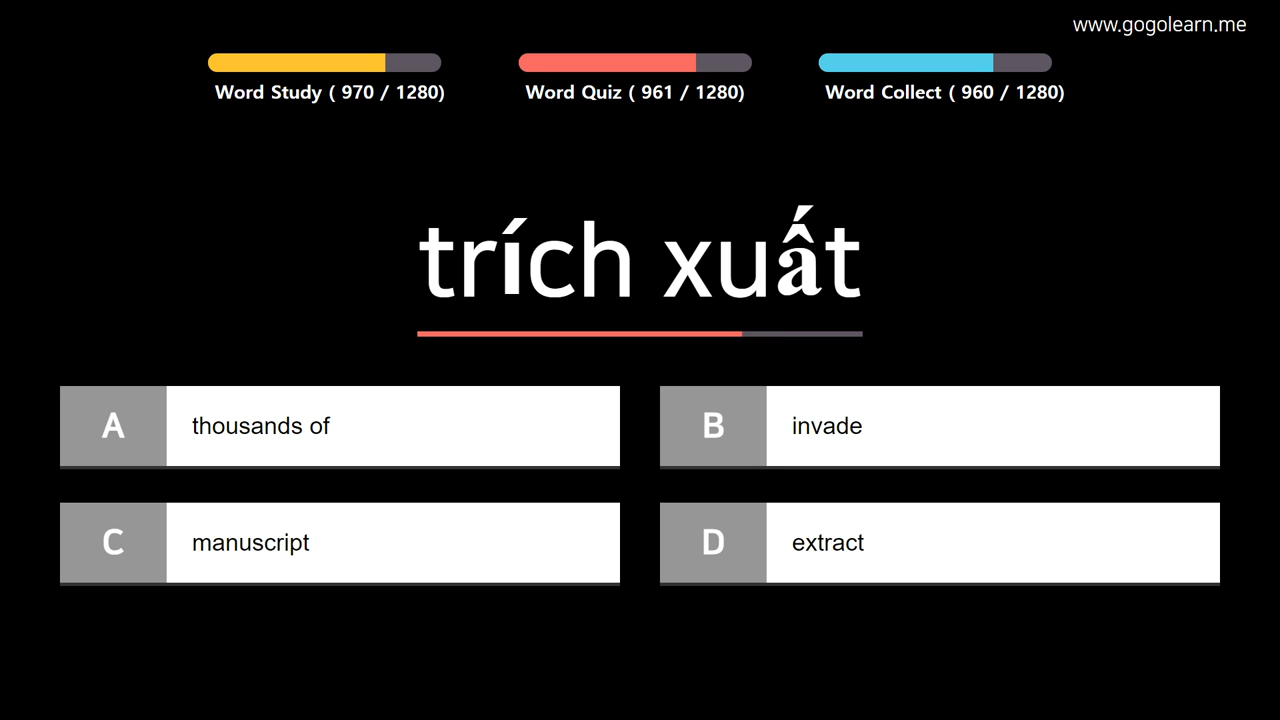 www.gogolearn.me
Word Study ( 970 / 1280)
Word Quiz ( 961 / 1280)
Word Collect ( 960 / 1280)
trích xuất
A thousands of
B invade
C manuscript
D extract